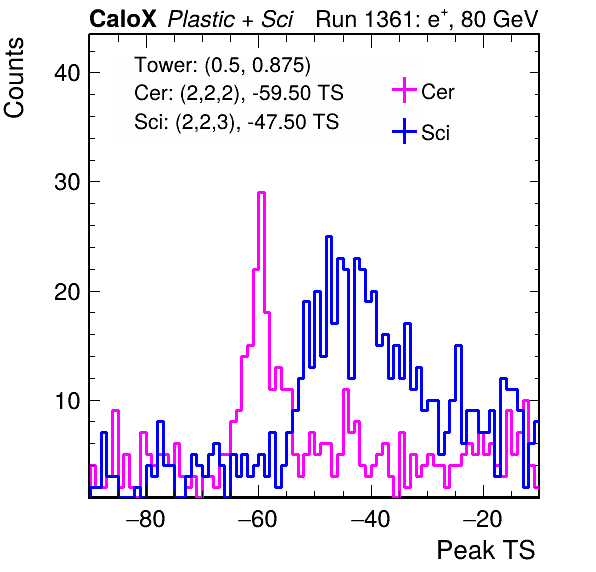 CaloX Plastic + Sci Run 1361: e+, 80 GeV
Counts
Tower: (0.5, 0.875)
Cer: (2,2,2), -59.50 TS
Sci: (2,2,3), -47.50 TS
Cer
Sci
40
30
20
10
−80 −60 −40 −20
Peak TS